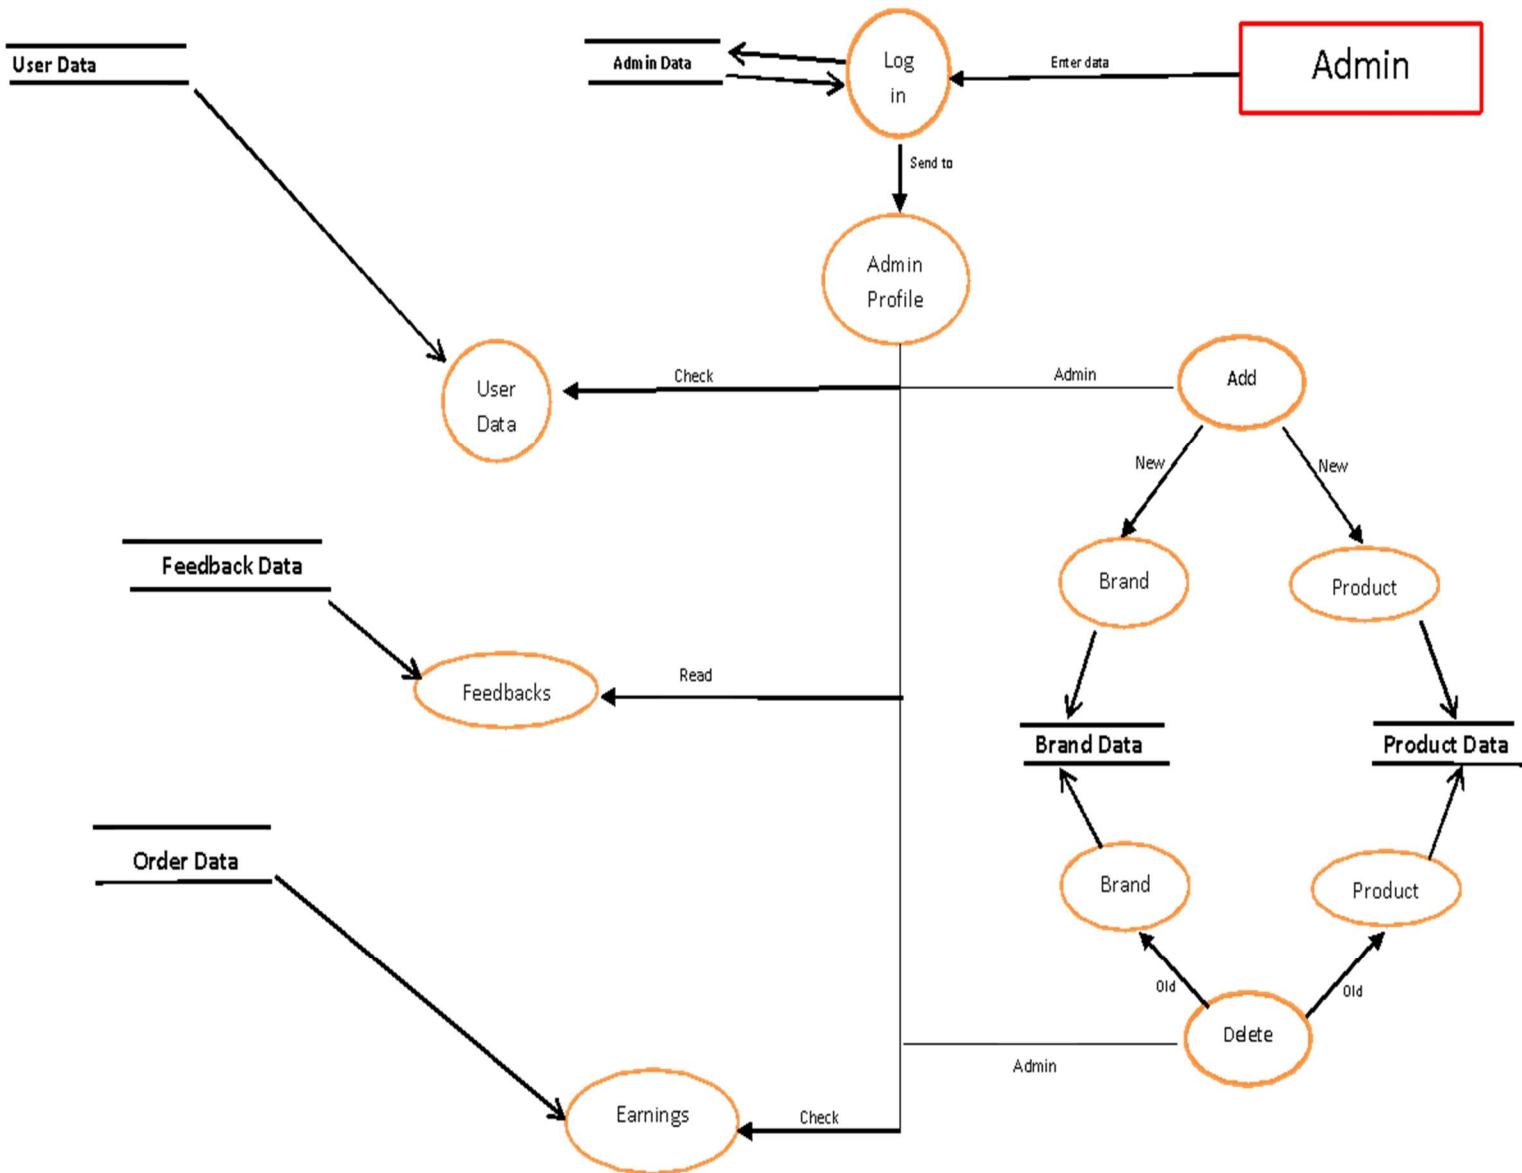 User Data
Admin Data
Log
in
Enter data
Admin
Send to
Admin
Profile
User
Data
Check
Admin
Add
New
New
Feedback Data
Brand
Product
Feedbacks
Read
Brand Data
Product Data
Order Data
Brand
Product
Old
Old
Delete
Admin
Earnings
Check